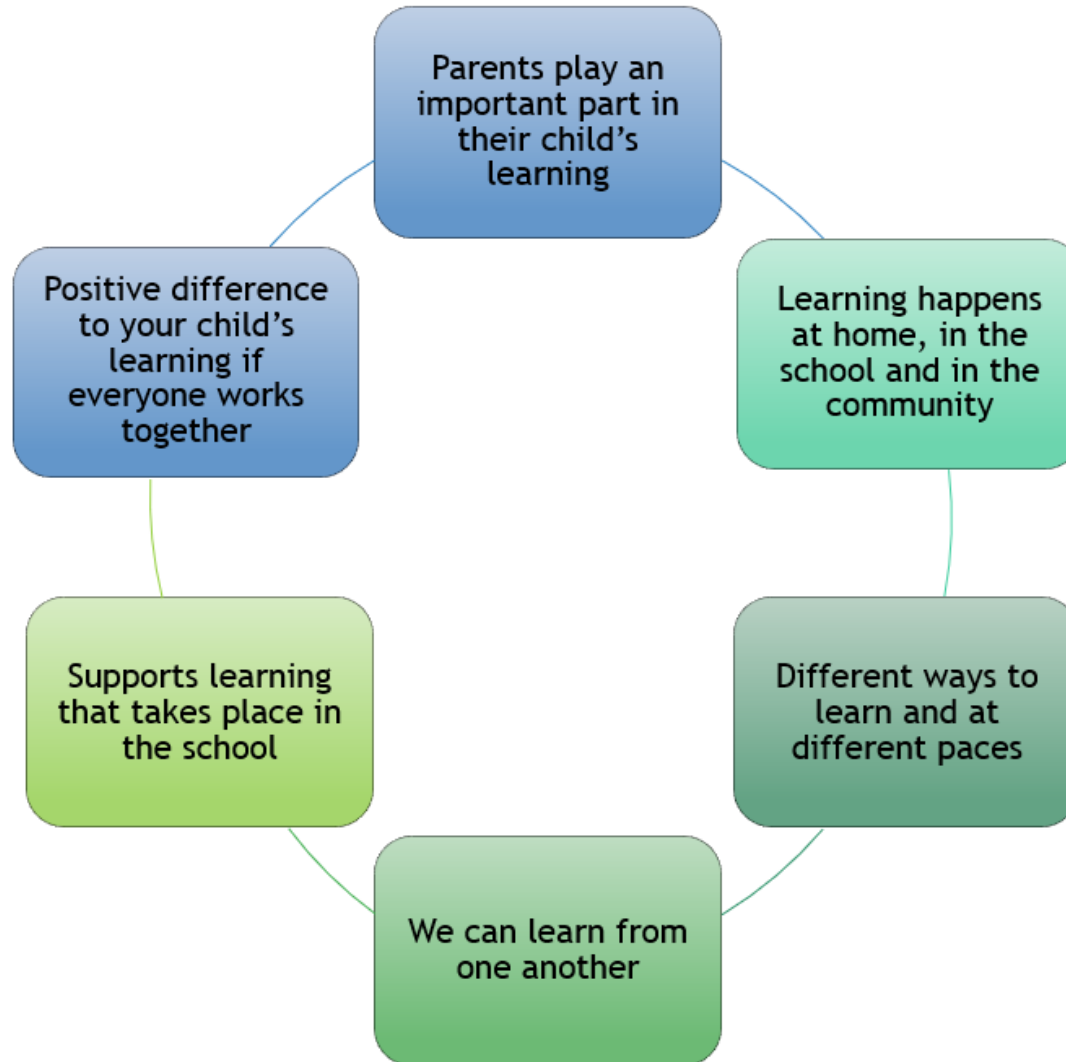 Parents play an
important part in
their child's
learning
Learning happens
at home, in the
school and in the
community
Different ways to
learn and at
different paces
We can learn from
one another
Supports learning
that takes place in
the school
Positive difference
to your child's
learning if
everyone works
together